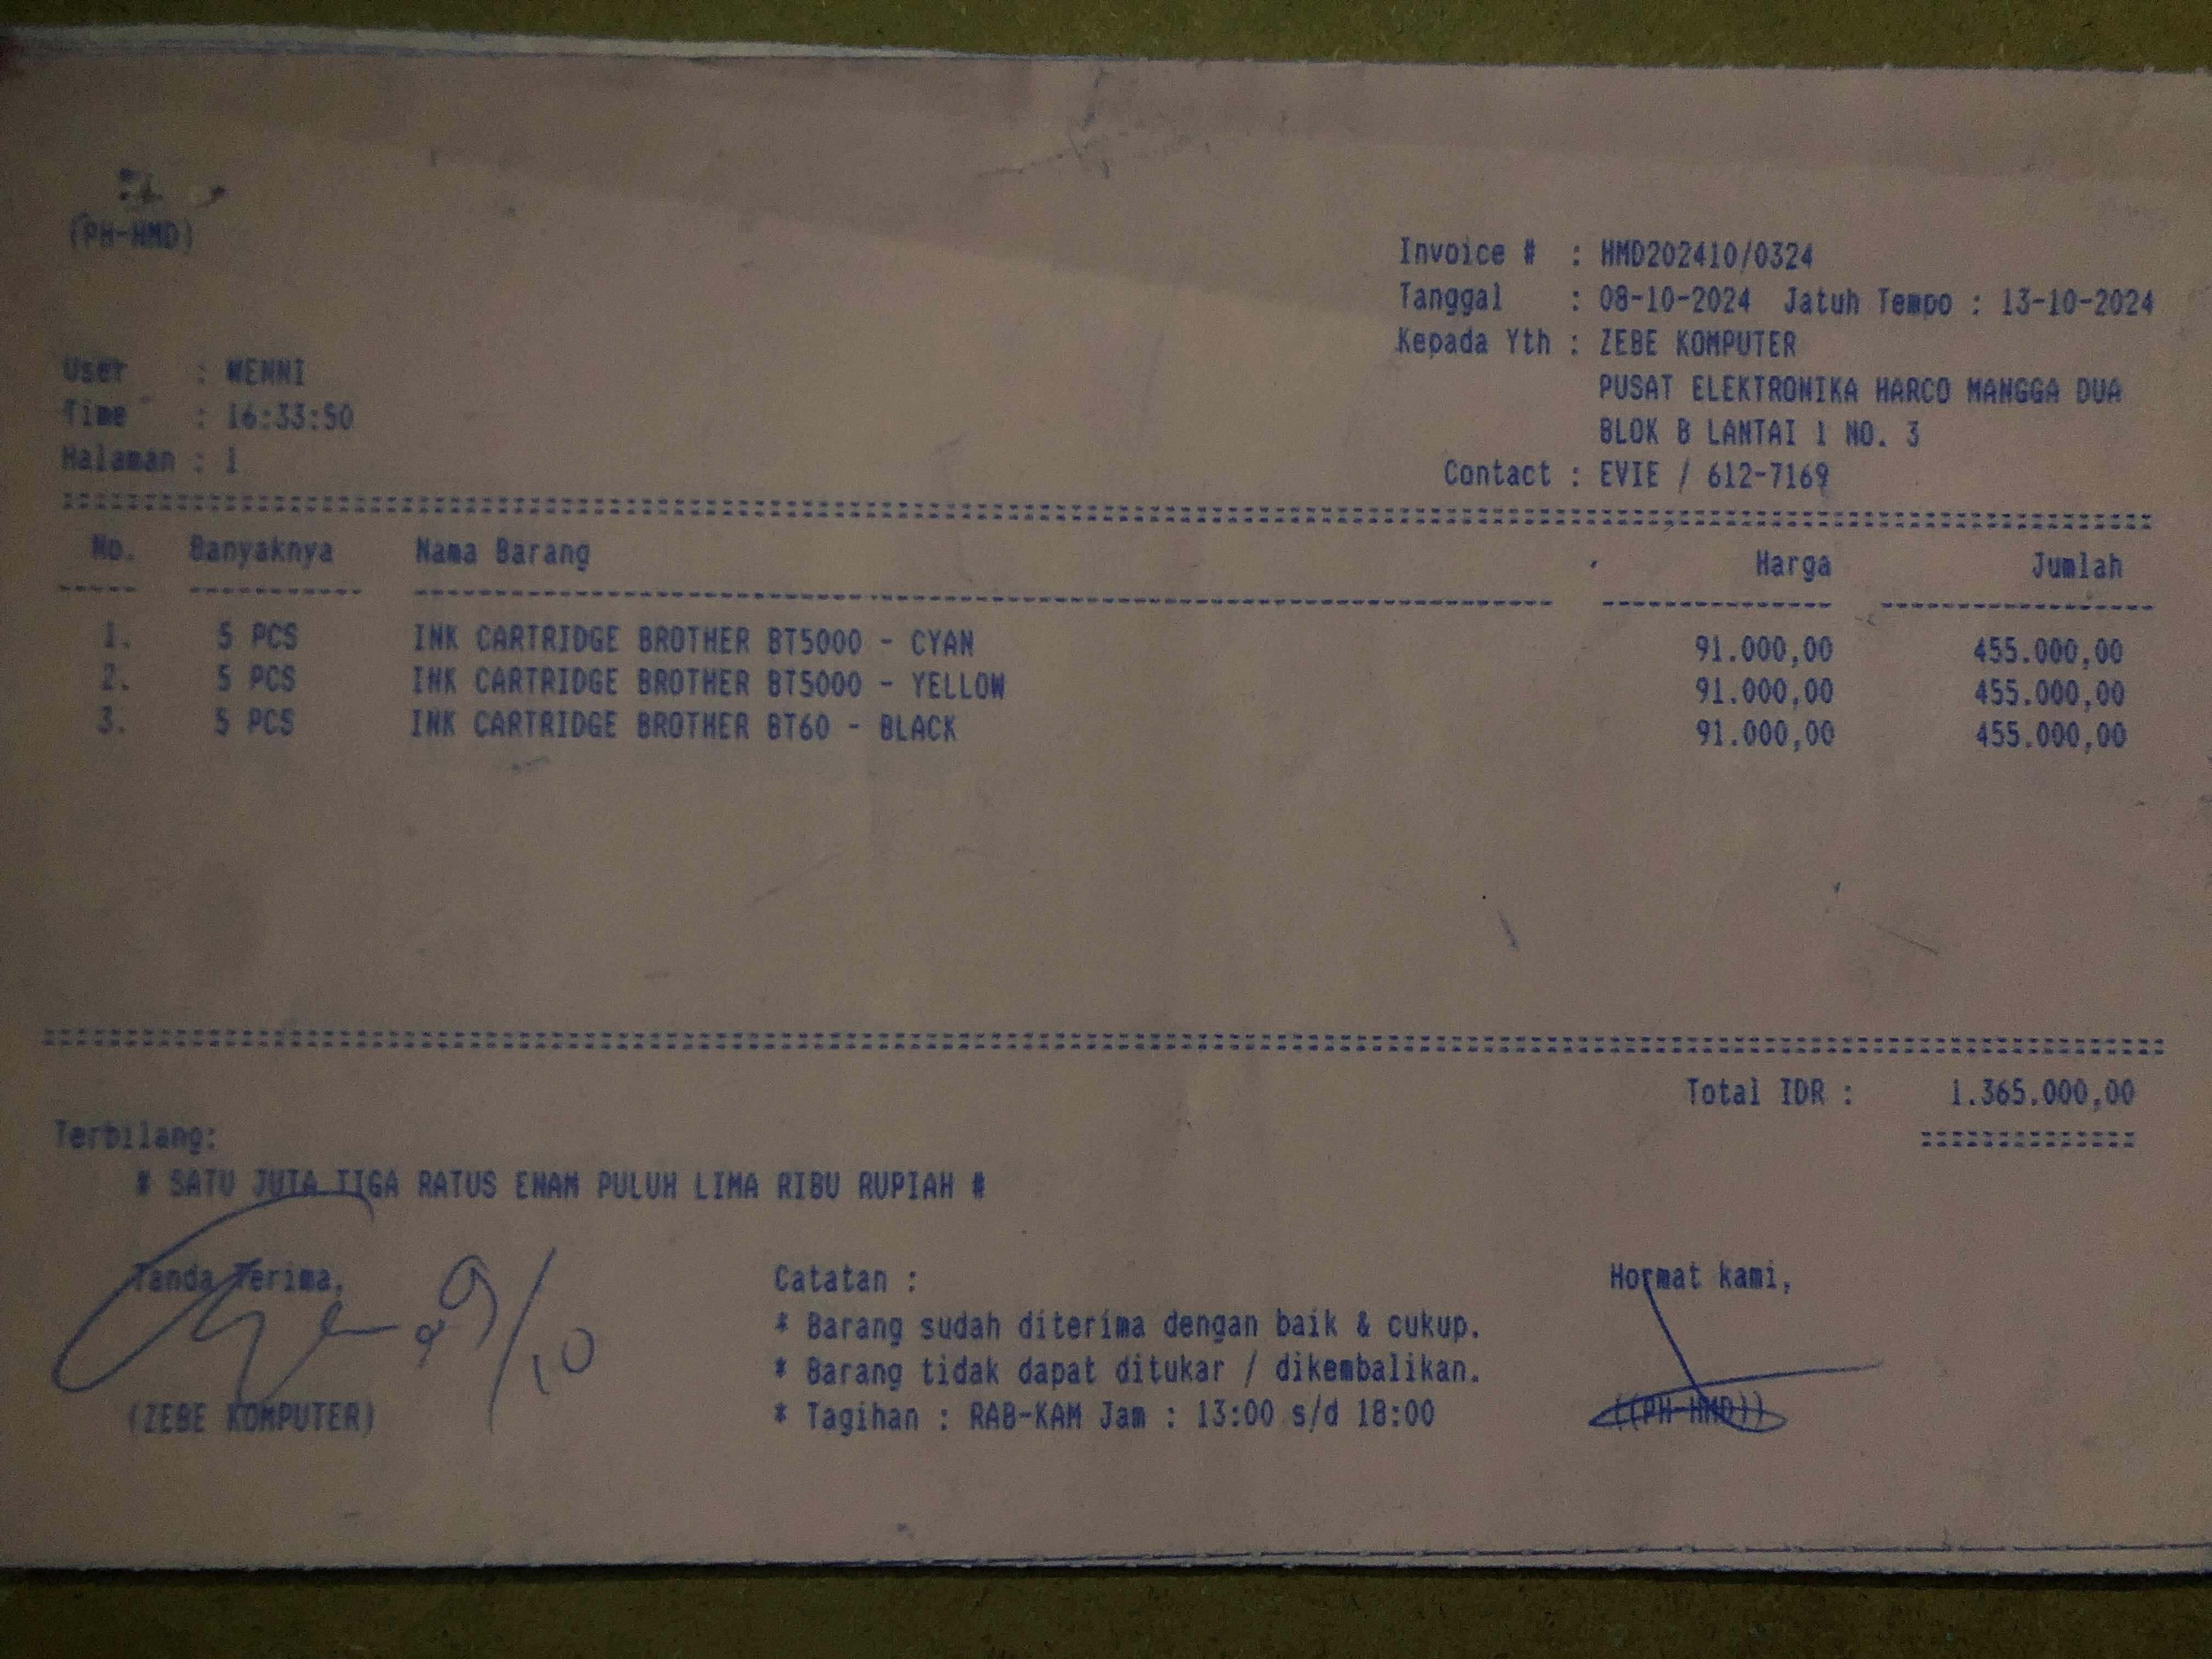 (PH-HMD)
Invoice # : HMD202410/0324
Tanggal : 08-10-2024 Jatuh Tempo : 13-10-2024
Kepada Yth : ZEBE KOMPUTER
PUSAT ELEKTRONIKA HARCO MANGGA DUA
BLOK B LANTAI 1 NO. 3
Contact : EVIE / 612-7169
User : WENNI
Time : 16:33:50
Halaman : 1
No. Banyaknya Nama Barang Harga Jumlah
1. 5 PCS INK CARTRIDGE BROTHER BT5000 - CYAN 91.000,00 455.000,00
2. 5 PCS INK CARTRIDGE BROTHER BT5000 - YELLOW 91.000,00 455.000,00
3. 5 PCS INK CARTRIDGE BROTHER BT60 - BLACK 91.000,00 455.000,00
Total IDR : 1.365.000,00
Terbilang:
# SATU JUTA TIGA RATUS ENAM PULUH LIMA RIBU RUPIAH #
Tanda Terima,
9/10
(ZEBE KOMPUTER)
Catatan :
* Barang sudah diterima dengan baik & cukup.
* Barang tidak dapat ditukar / dikembalikan.
* Tagihan : RAB-KAM Jam : 13:00 s/d 18:00
Hormat kami,
((PH-HMD))